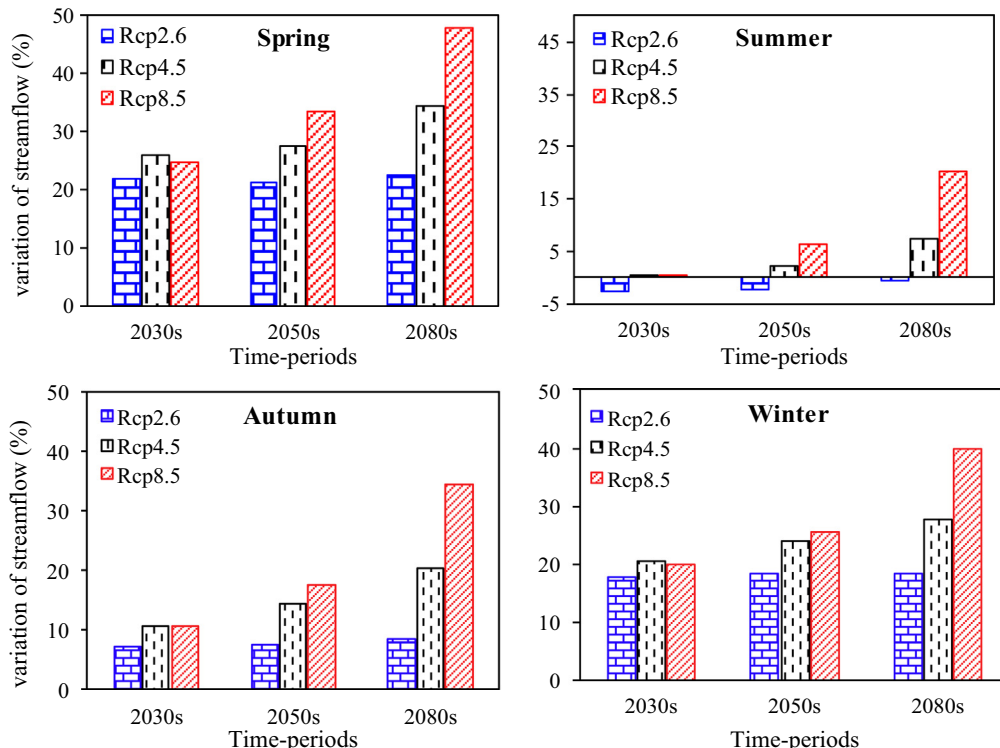 variation of streamflow (%)
50
40
30
20
10
0
Rcp2.6
Rcp4.5
Rcp8.5
Spring
2030s 2050s 2080s
Time-periods
45
35
25
15
5
-5
Rcp2.6
Rcp4.5
Rcp8.5
Summer
2030s 2050s 2080s
Time-periods
variation of streamflow (%)
50
40
30
20
10
0
Rcp2.6
Rcp4.5
Rcp8.5
Autumn
2030s 2050s 2080s
Time-periods
50
40
30
20
10
0
Rcp2.6
Rcp4.5
Rcp8.5
Winter
2030s 2050s 2080s
Time-periods